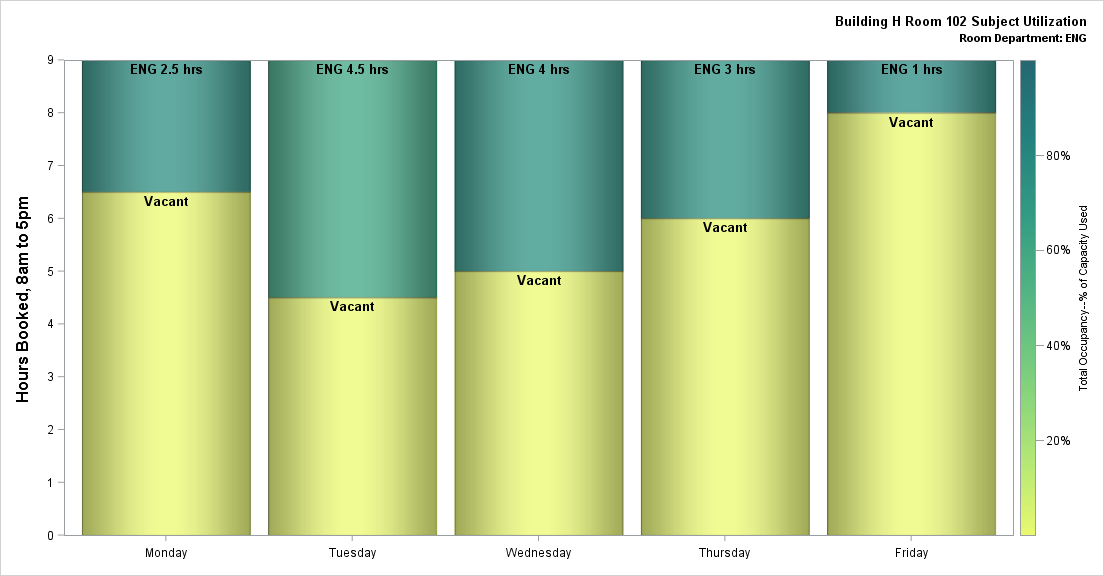 Building H Room 102 Subject Utilization
Room Department: ENG
Hours Booked, 8am to 5pm
9
8
7
6
5
4
3
2
1
0
ENG 2.5 hrs
ENG 4.5 hrs
ENG 4 hrs
ENG 3 hrs
ENG 1 hrs
Vacant
Vacant
Vacant
Vacant
Vacant
Monday
Tuesday
Wednesday
Thursday
Friday
80%
60%
40%
20%
Total Occupancy--% of Capacity Used